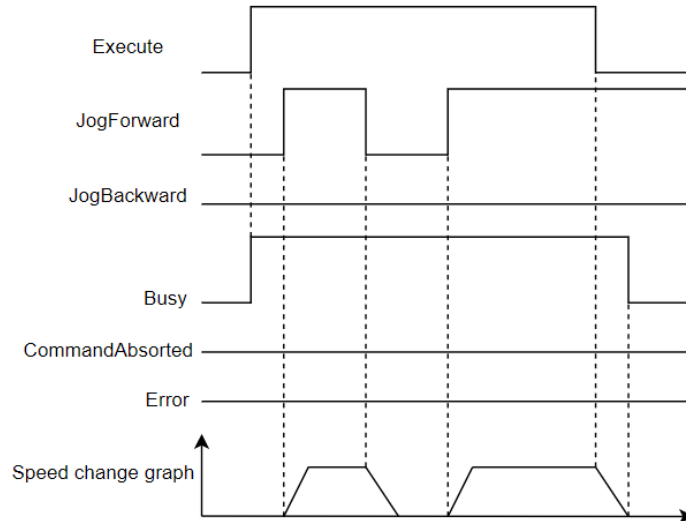 Execute
JogForward
JogBackward
Busy
CommandAbsorted
Error
Speed change graph